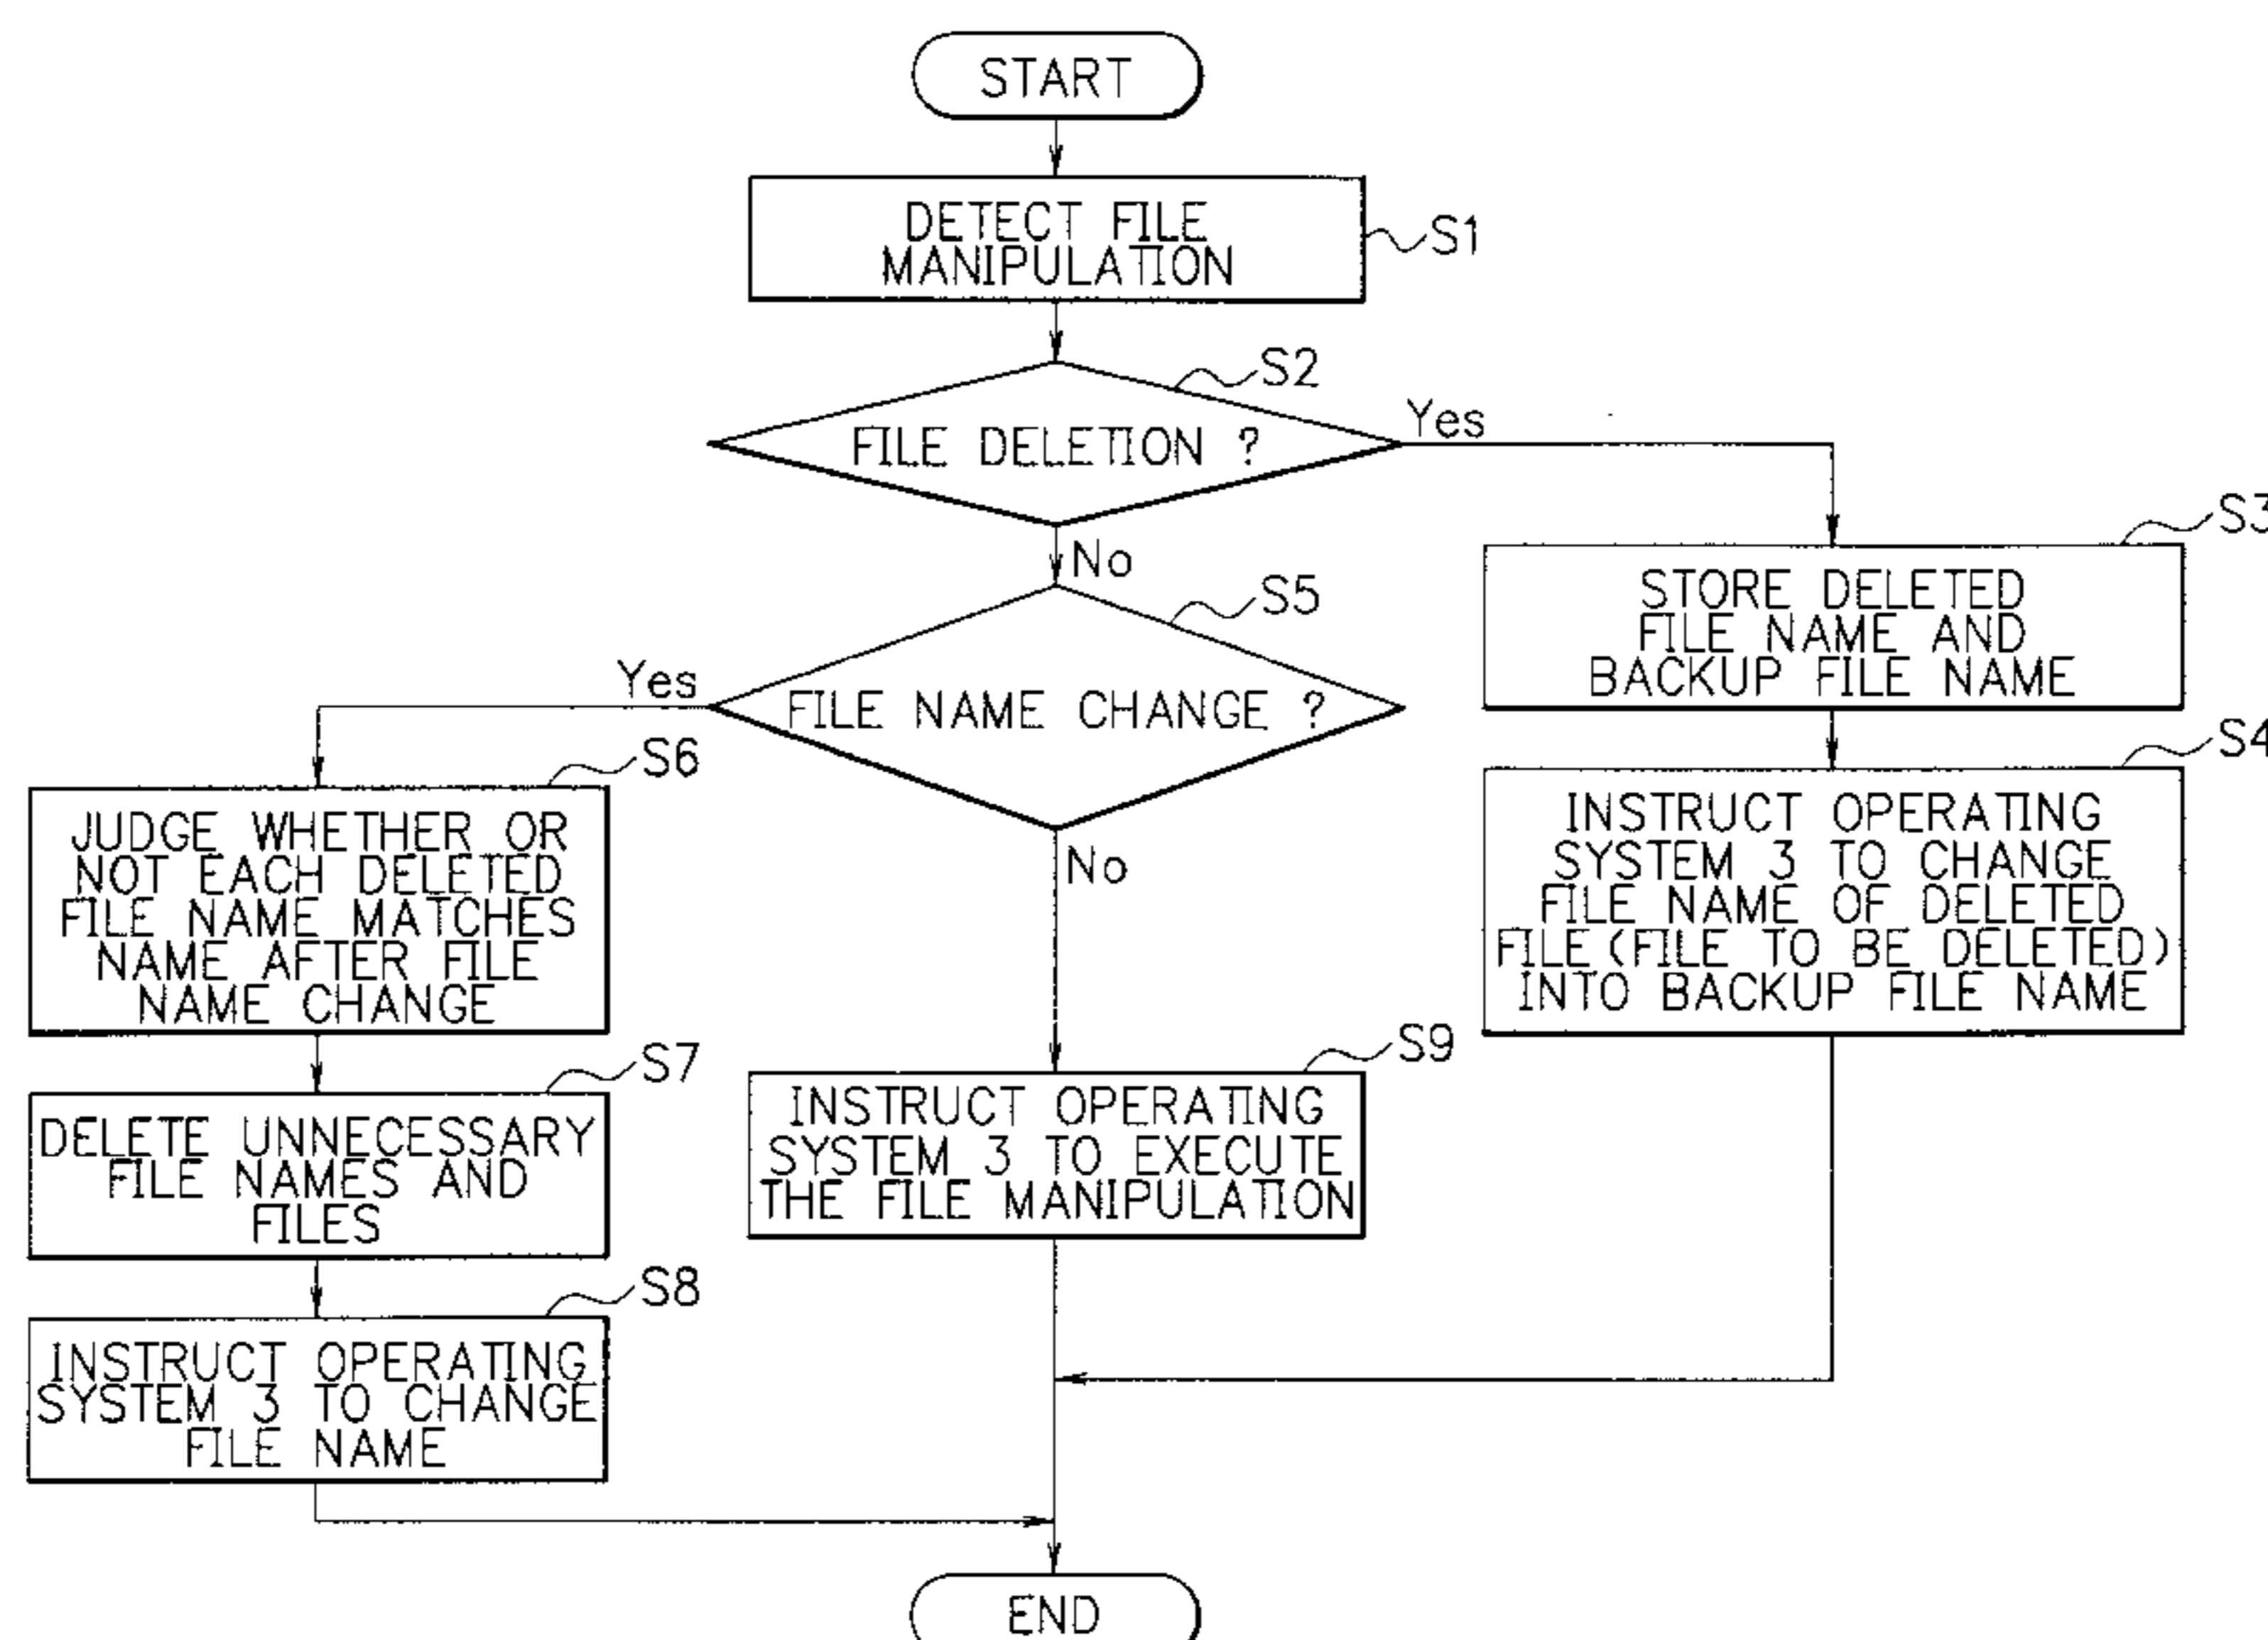 START
DETECT FILE
MANIPULATION
S1
S2
FILE DELETION ?
Yes
No
S3
STORE DELETED
FILE NAME AND
BACKUP FILE NAME
S5
FILE NAME CHANGE ?
Yes
No
S4
INSTRUCT OPERATING
SYSTEM 3 TO CHANGE
FILE NAME OF DELETED
FILE (FILE TO BE DELETED)
INTO BACKUP FILE NAME
S6
JUDGE WHETHER OR
NOT EACH DELETED
FILE NAME MATCHES
NAME AFTER FILE
NAME CHANGE
S7
DELETE UNNECESSARY
FILE NAMES AND
FILES
S8
INSTRUCT OPERATING
SYSTEM 3 TO CHANGE
FILE NAME
S9
INSTRUCT OPERATING
SYSTEM 3 TO EXECUTE
THE FILE MANIPULATION
END